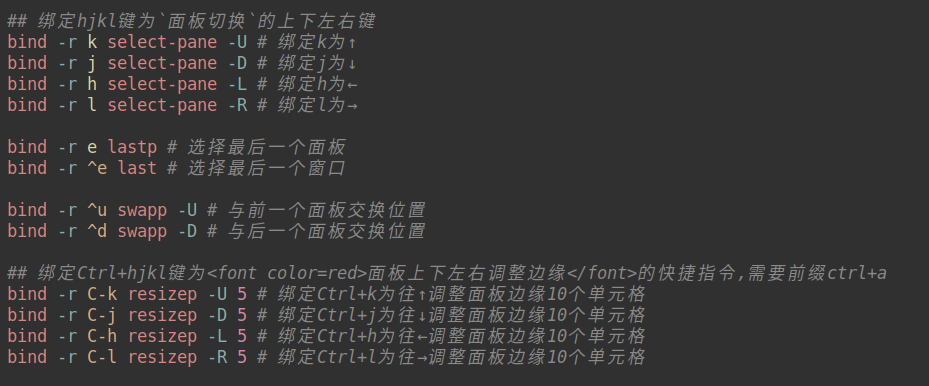 ## 绑定hjkl键为`面板切换`的上下左右键
bind -r k select-pane -U # 绑定k为↑
bind -r j select-pane -D # 绑定j为↓
bind -r h select-pane -L # 绑定h为←
bind -r l select-pane -R # 绑定l为→
bind -r e lastp # 选择最后一个面板
bind -r ^e last # 选择最后一个窗口
bind -r ^u swapp -U # 与前一个面板交换位置
bind -r ^d swapp -D # 与后一个面板交换位置
## 绑定Ctrl+hjkl键为<font color=red>面板上下左右调整边缘</font>的快捷指令,需要前缀ctrl+a
bind -r C-k resizep -U 5 # 绑定Ctrl+k为往↑调整面板边缘10个单元格
bind -r C-j resizep -D 5 # 绑定Ctrl+j为往↓调整面板边缘10个单元格
bind -r C-h resizep -L 5 # 绑定Ctrl+h为往←调整面板边缘10个单元格
bind -r C-l resizep -R 5 # 绑定Ctrl+l为往→调整面板边缘10个单元格